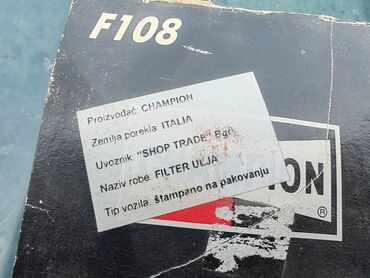 F108
Proizvođač: CHAMPION
Zemlja porekla: ITALIA
Uvoznik: "SHOP TRADE" Bgd
Naziv robe: FILTER ULJA
Tip vozila: štampano na pakovanju
ION
®